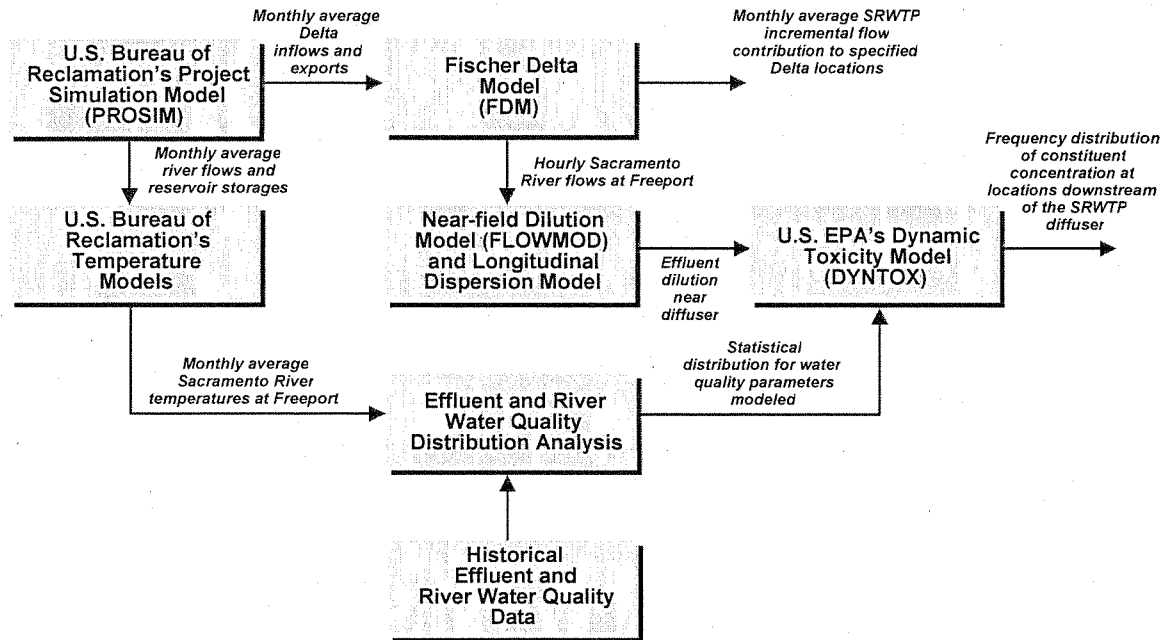 U.S. Bureau of
Reclamation's Project
Simulation Model
(PROSIM)
Monthly average
Delta
inflows and
exports
Fischer Delta
Model
(FDM)
Monthly average SRWTP
incremental flow
contribution to specified
Delta locations
Monthly average
river flows and
reservoir storages
Hourly Sacramento
River flows at Freeport
U.S. Bureau of
Reclamation's
Temperature
Models
Near-field Dilution
Model (FLOWMOD)
and Longitudinal
Dispersion Model
Effluent
dilution
near
diffuser
U.S. EPA's Dynamic
Toxicity Model
(DYNTOX)
Frequency distribution
of constituent
concentration at
locations downstream
of the SRWTP
diffuser
Monthly average
Sacramento River
temperatures at Freeport
Effluent and River
Water Quality
Distribution Analysis
Statistical
distribution for water
quality parameters
modeled
Historical
Effluent and
River Water Quality
Data